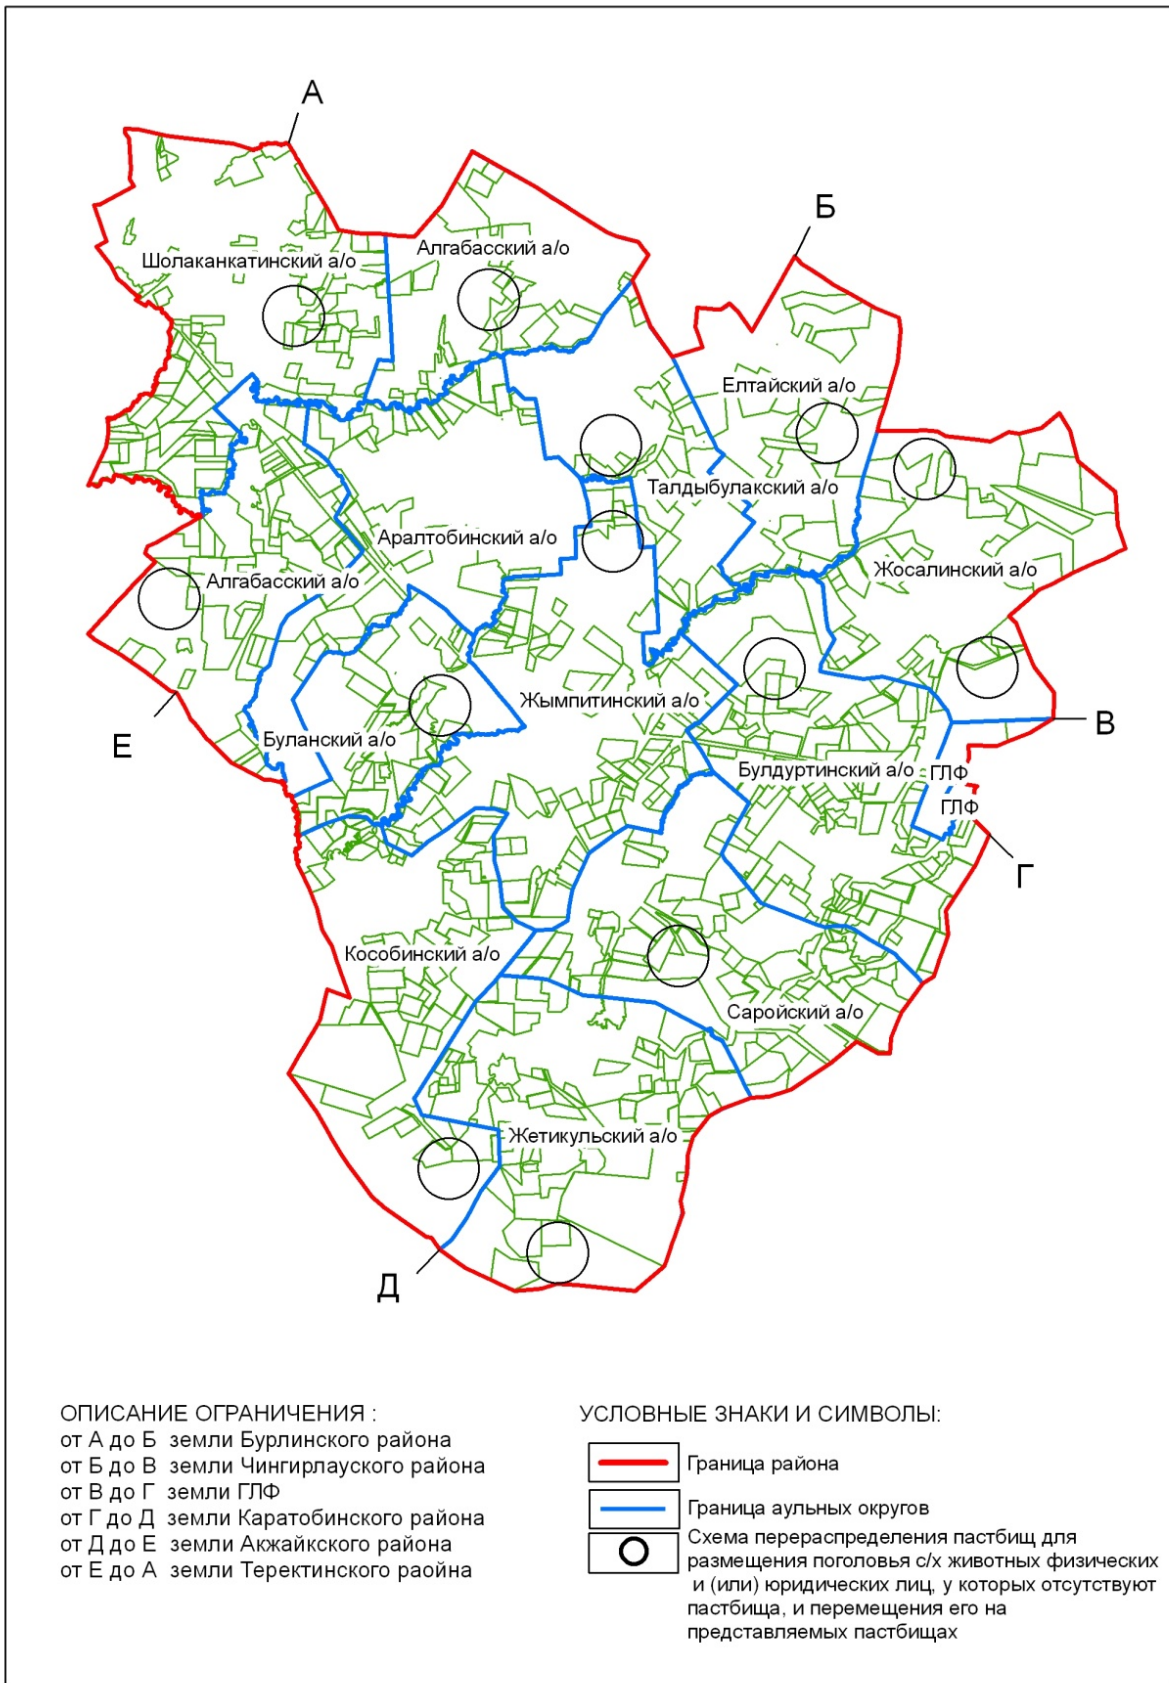 А
Б
Алгабасский а/о
Шолаканкатинский а/о
Елтайский а/о
Талдыбулакский а/о
Аралтобинский а/о
Жосалинский а/о
Алгабасский а/о
Жымпитинский а/о
В
Е
Буланский а/о
Булдуртинский а/о
ГЛФ
ГЛФ
Г
Кособинский а/о
Саройский а/о
Жетикульский а/о
Д
ОПИСАНИЕ ОГРАНИЧЕНИЯ :
от А до Б земли Бурлинского района
от Б до В земли Чингирлауского района
от В до Г земли ГЛФ
от Г до Д земли Каратобинского района
от Д до Е земли Акжайкского района
от Е до А земли Теректинского раойна
УСЛОВНЫЕ ЗНАКИ И СИМВОЛЫ:
Граница района
Граница аульных округов
Схема перераспределения пастбищ для
размещения поголовья с/х животных физических
и (или) юридических лиц, у которых отсутствуют
пастбища, и перемещения его на
представляемых пастбищах